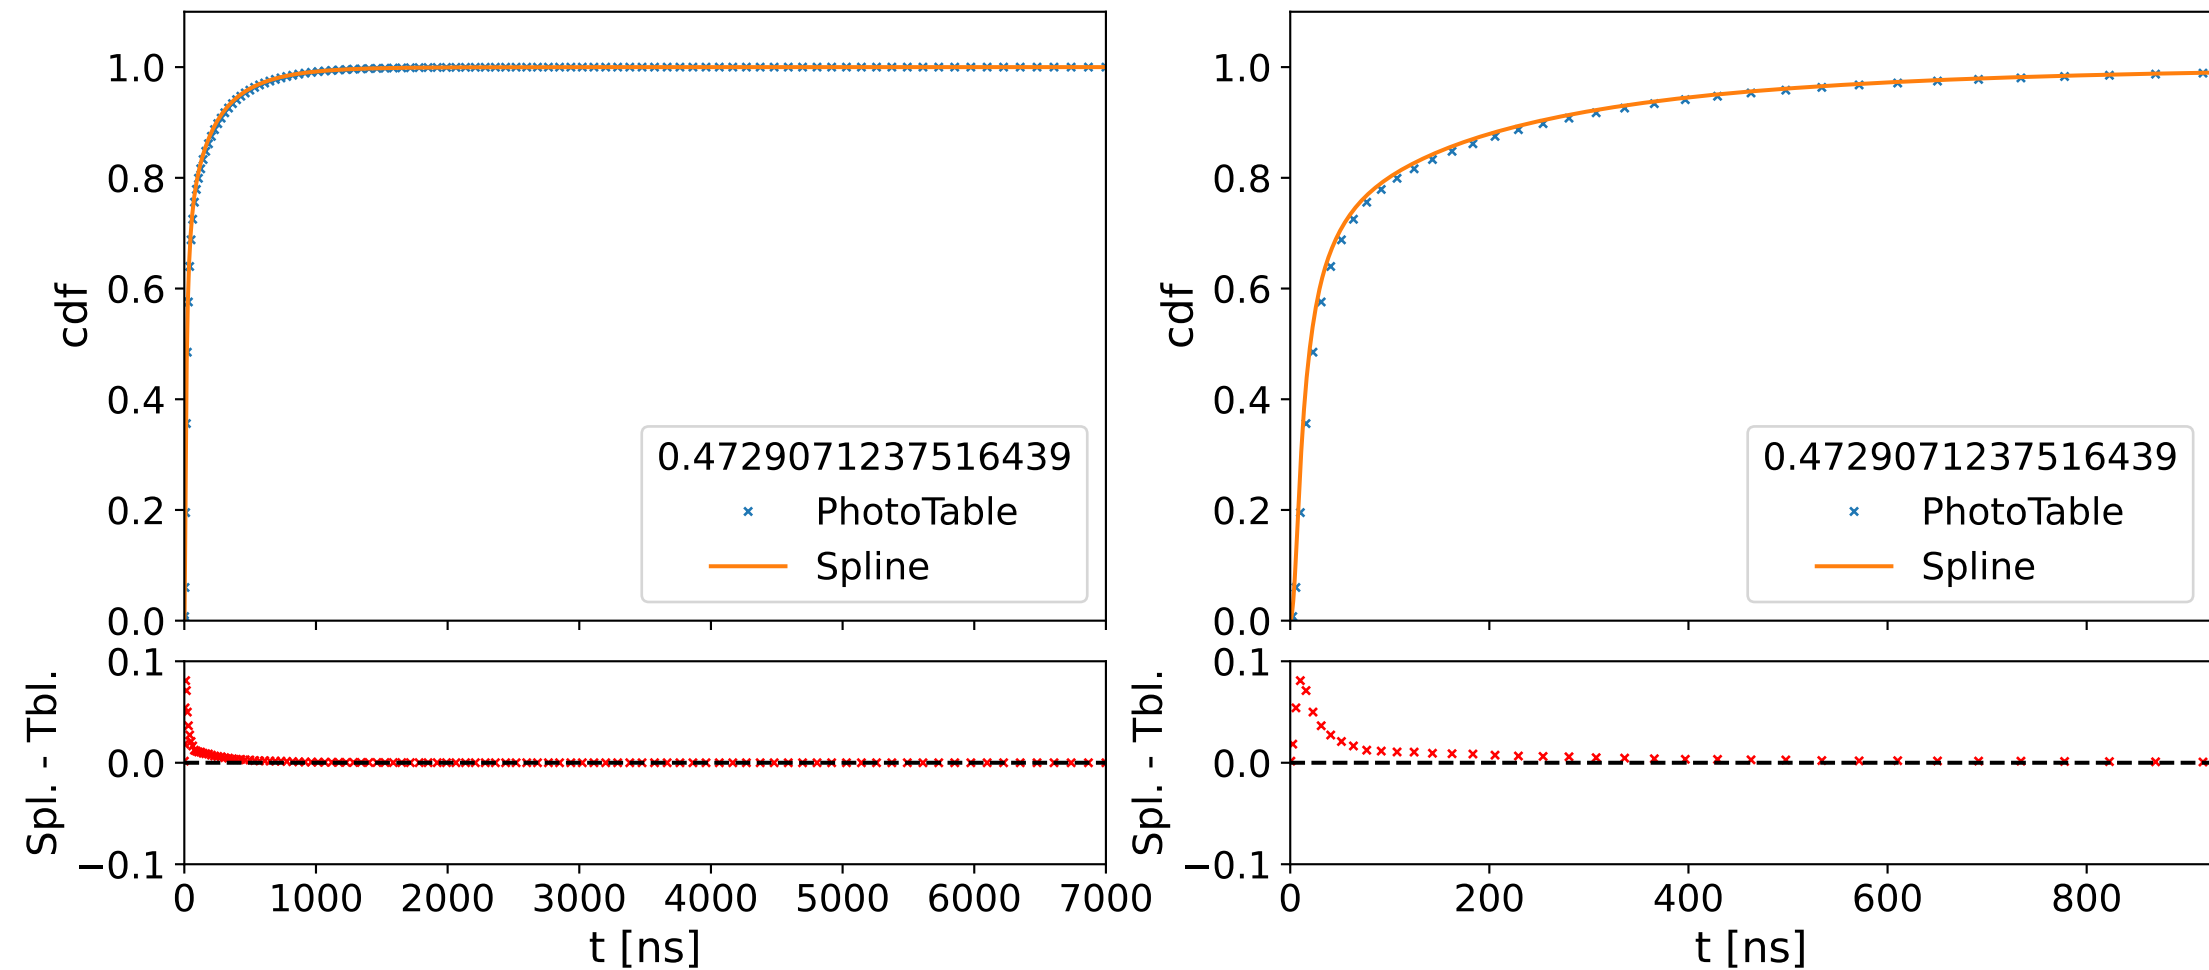 1.0
0.8
0.6
0.4
0.2
0.0
cdf
0.4729071237516439
PhotoTable
Spline
0.1
0.0
−0.1
Spl. - Tbl.
0 1000 2000 3000 4000 5000 6000 7000
t [ns]
1.0
0.8
0.6
0.4
0.2
0.0
cdf
0.4729071237516439
PhotoTable
Spline
0.1
0.0
−0.1
Spl. - Tbl.
0 200 400 600 800
t [ns]